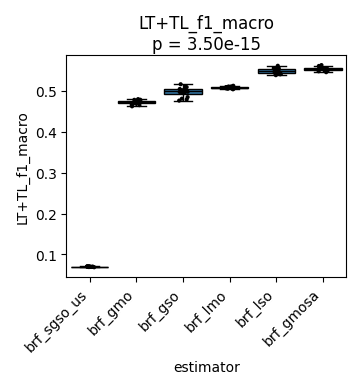 LT+TL_f1_macro
p = 3.50e-15
LT+TL_f1_macro
0.5
0.4
0.3
0.2
0.1
brf_sgso_us
brf_gmo
brf_gso
brf_lmo
brf_lso
brf_gmosa
estimator